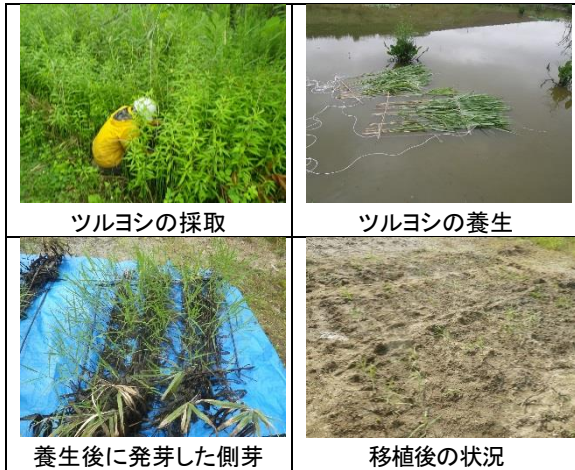 ツルヨシの採取
ツルヨシの養生
養生後に発芽した側芽
移植後の状況